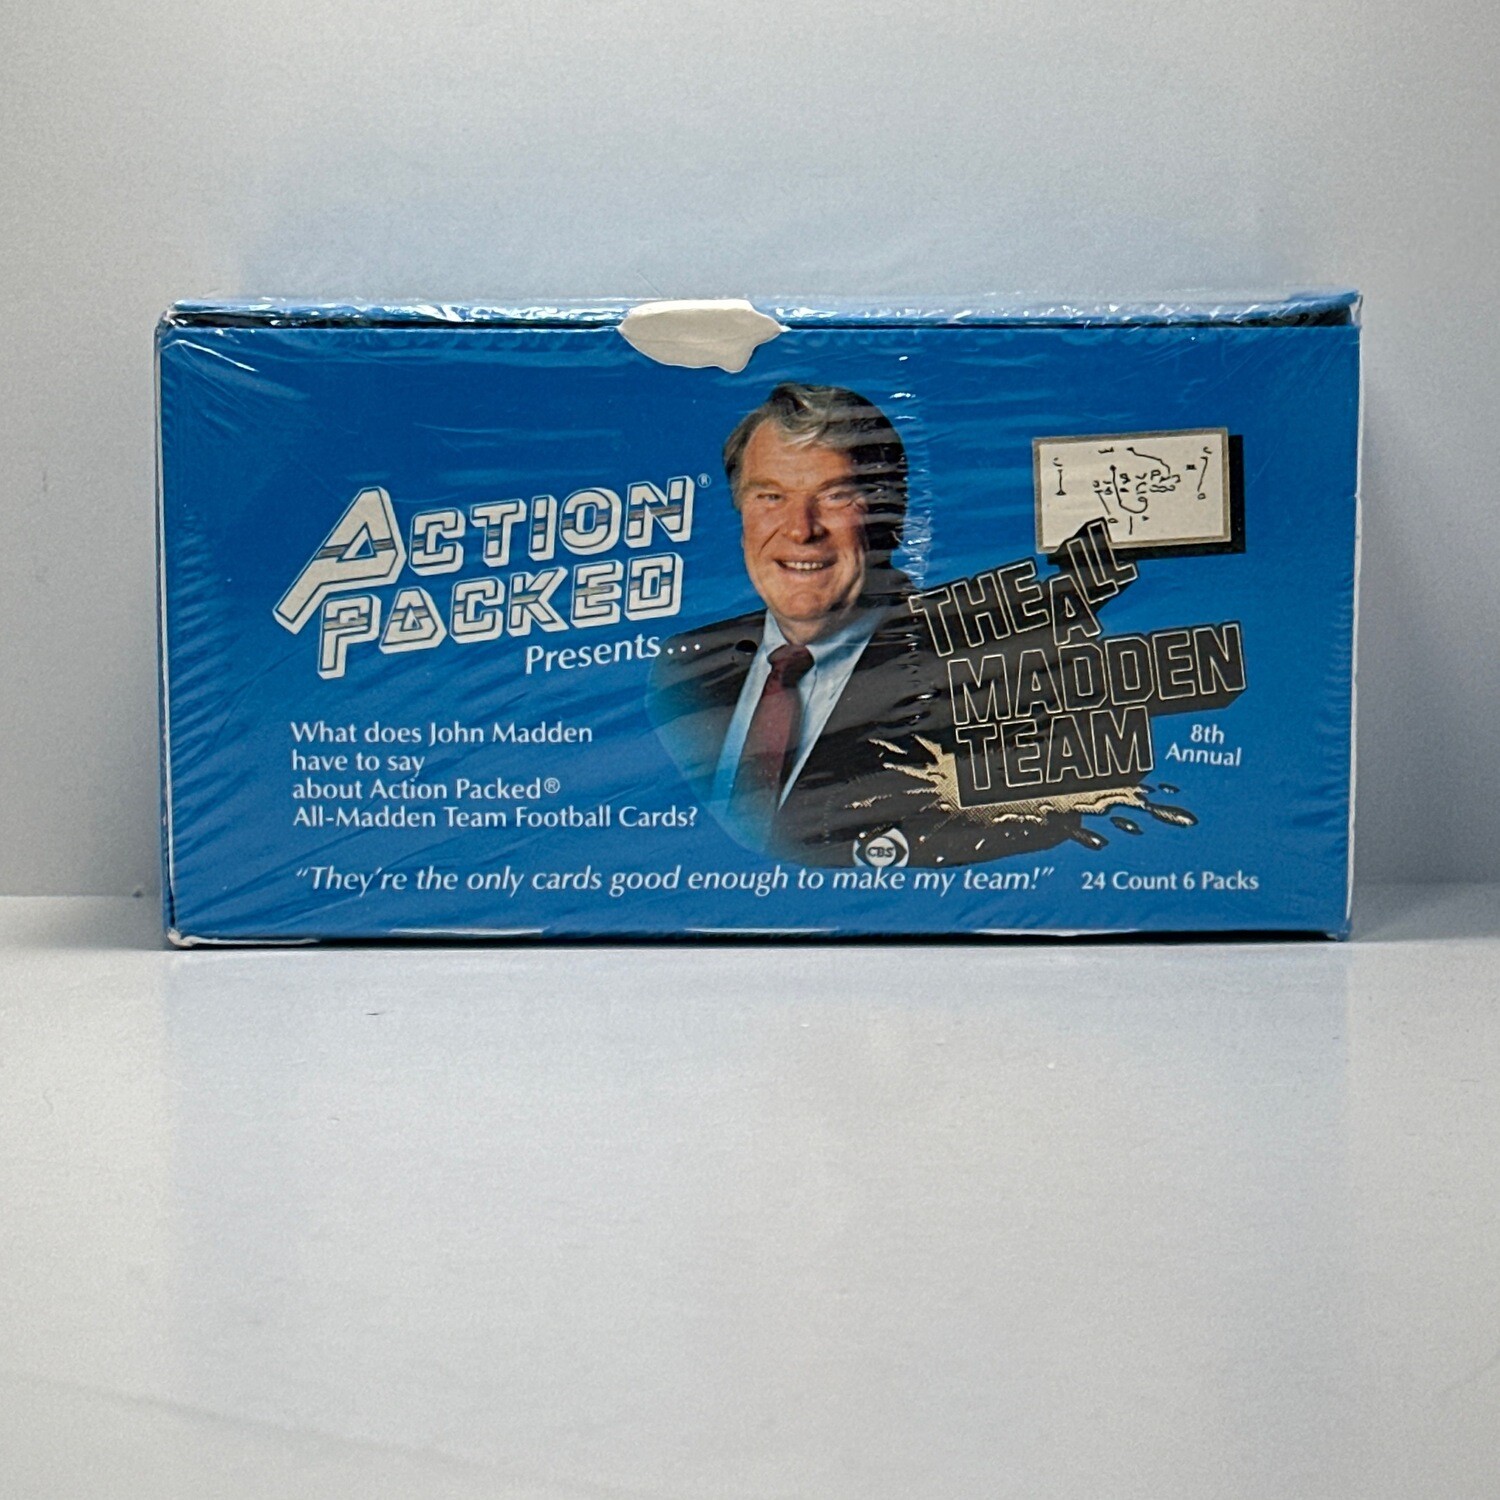 ACTION®
PACKED
Presents...
What does John Madden
have to say
about Action Packed®
All-Madden Team Football Cards?
"They're the only cards good enough to make my team!"
CBS
THE ALL
MADDEN
TEAM
8th
Annual
24 Count 6 Packs